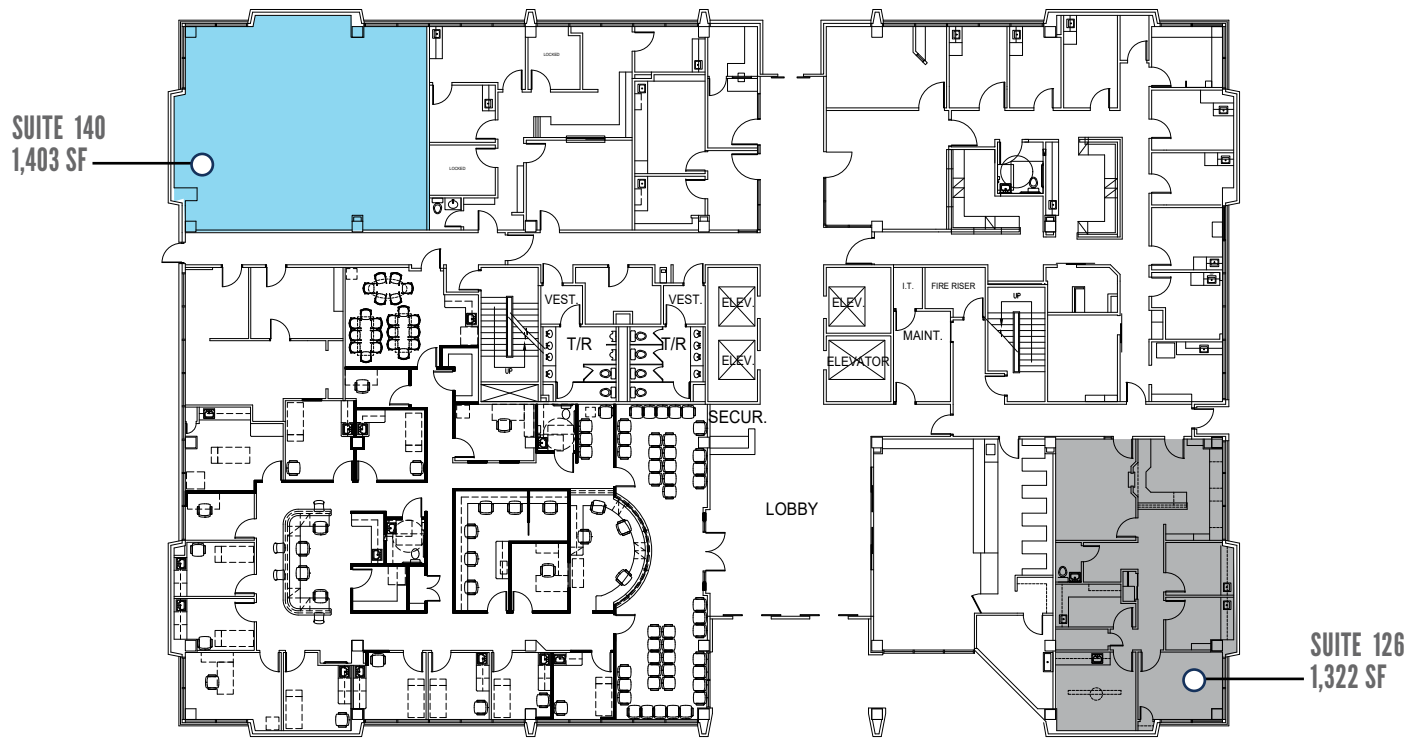 LOCKED
SUITE 140
1,403 SF
LOCKED
VEST.
VEST.
ELEV.
ELEV.
I.T.
FIRE RISER
UP
T/R
T/R
MAINT.
ELEV.
ELEVATOR
UP
SECUR.
LOBBY
SUITE 126
1,322 SF